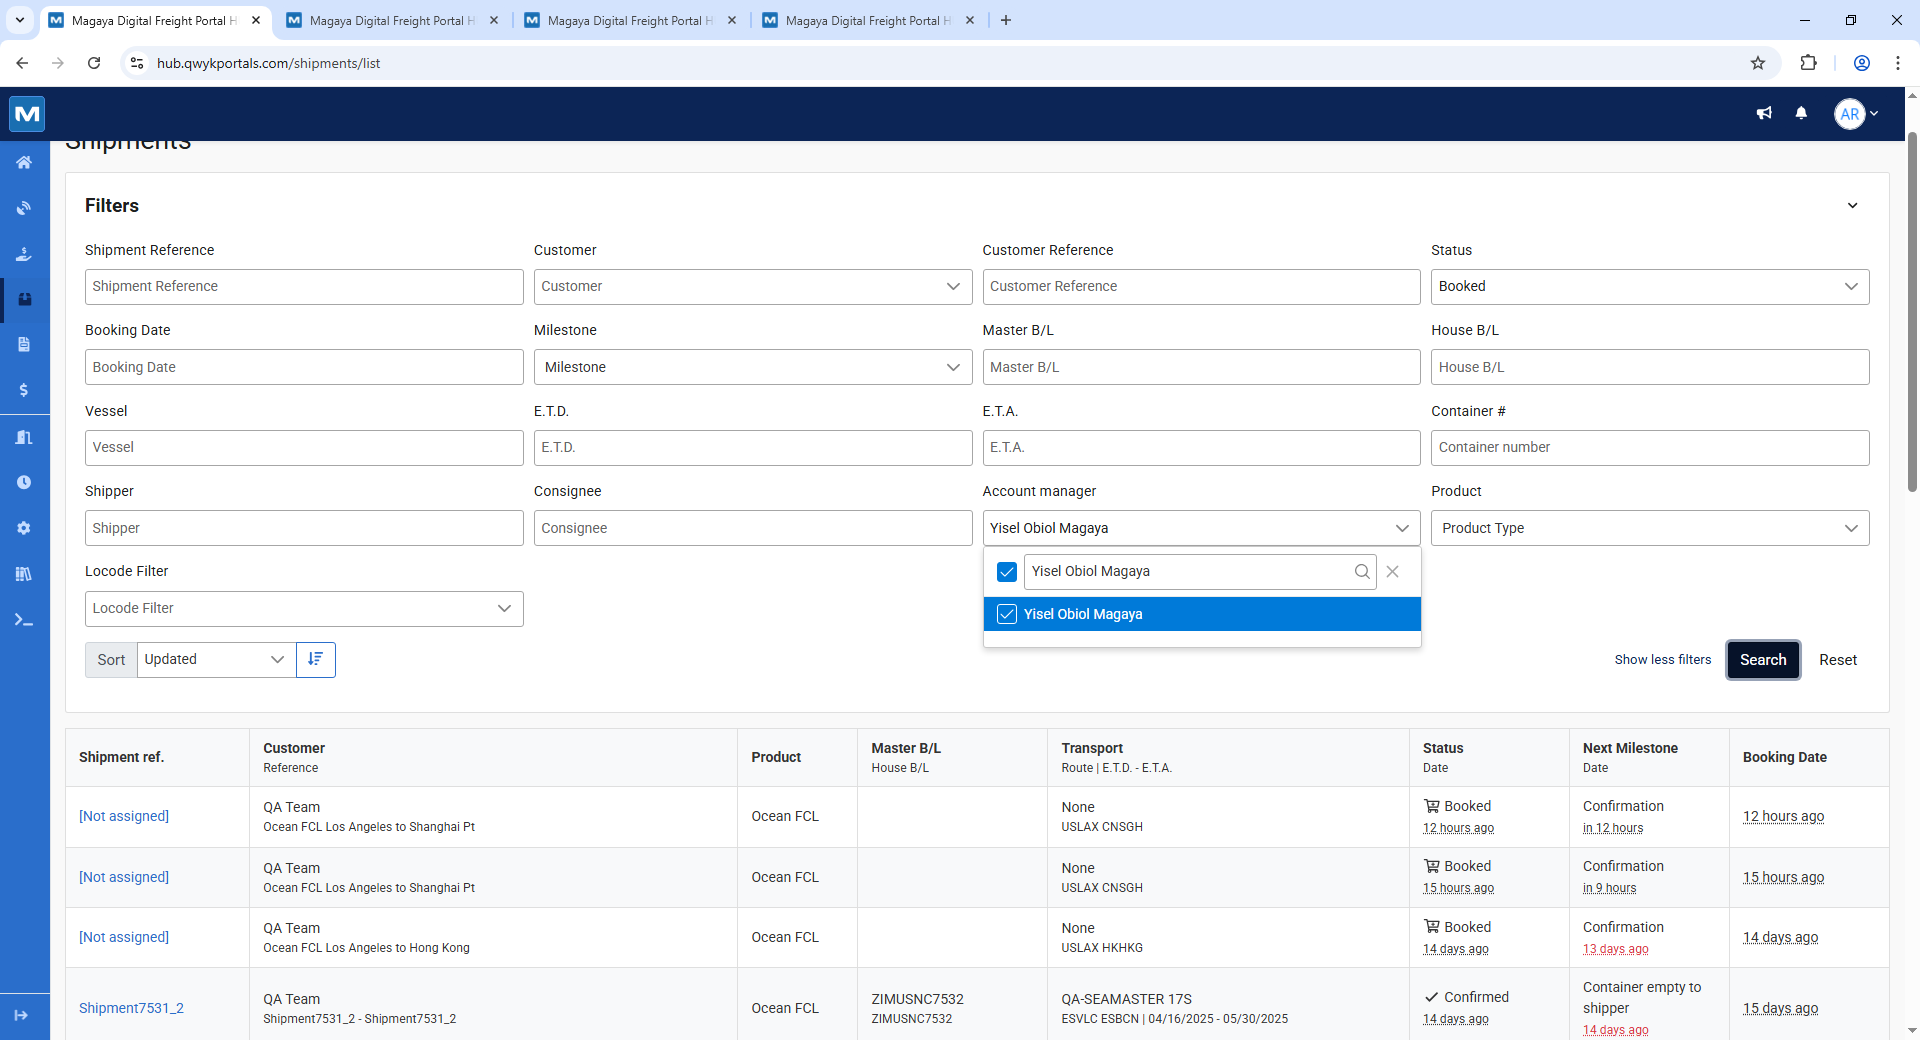 Magaya Digital Freight Portal H
Magaya Digital Freight Portal H
Magaya Digital Freight Portal H
Magaya Digital Freight Portal H
hub.qwykportals.com/shipments/list
AR
Shipments
Filters
Shipment Reference
Customer
Customer Reference
Status
Shipment Reference
Customer
Customer Reference
Booked
Booking Date
Milestone
Master B/L
House B/L
Booking Date
Milestone
Master B/L
House B/L
Vessel
E.T.D.
E.T.A.
Container #
Vessel
E.T.D.
E.T.A.
Container number
Shipper
Consignee
Account manager
Product
Shipper
Consignee
Yisel Obiol Magaya
Product Type
Locode Filter
Yisel Obiol Magaya
Locode Filter
Yisel Obiol Magaya
Sort
Updated
Show less filters
Search
Reset
Shipment ref.
Customer
Reference
Product
Master B/L
House B/L
Transport
Route | E.T.D. - E.T.A.
Status
Date
Next Milestone
Date
Booking Date
[Not assigned]
QA Team
Ocean FCL Los Angeles to Shanghai Pt
Ocean FCL
None
USLAX CNSGH
Booked
12 hours ago
Confirmation
in 12 hours
12 hours ago
[Not assigned]
QA Team
Ocean FCL Los Angeles to Shanghai Pt
Ocean FCL
None
USLAX CNSGH
Booked
15 hours ago
Confirmation
in 9 hours
15 hours ago
[Not assigned]
QA Team
Ocean FCL Los Angeles to Hong Kong
Ocean FCL
None
USLAX HKHKG
Booked
14 days ago
Confirmation
13 days ago
14 days ago
Shipment7531_2
QA Team
Shipment7531_2 - Shipment7531_2
Ocean FCL
ZIMUSNC7532
ZIMUSNC7532
QA-SEAMASTER 17S
ESVLC ESBCN | 04/16/2025 - 05/30/2025
Confirmed
14 days ago
Container empty to
shipper
14 days ago
15 days ago